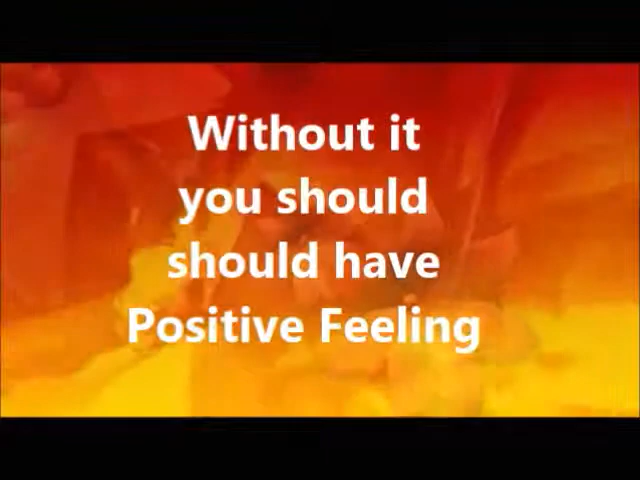 Without it
you should
should have
Positive Feeling